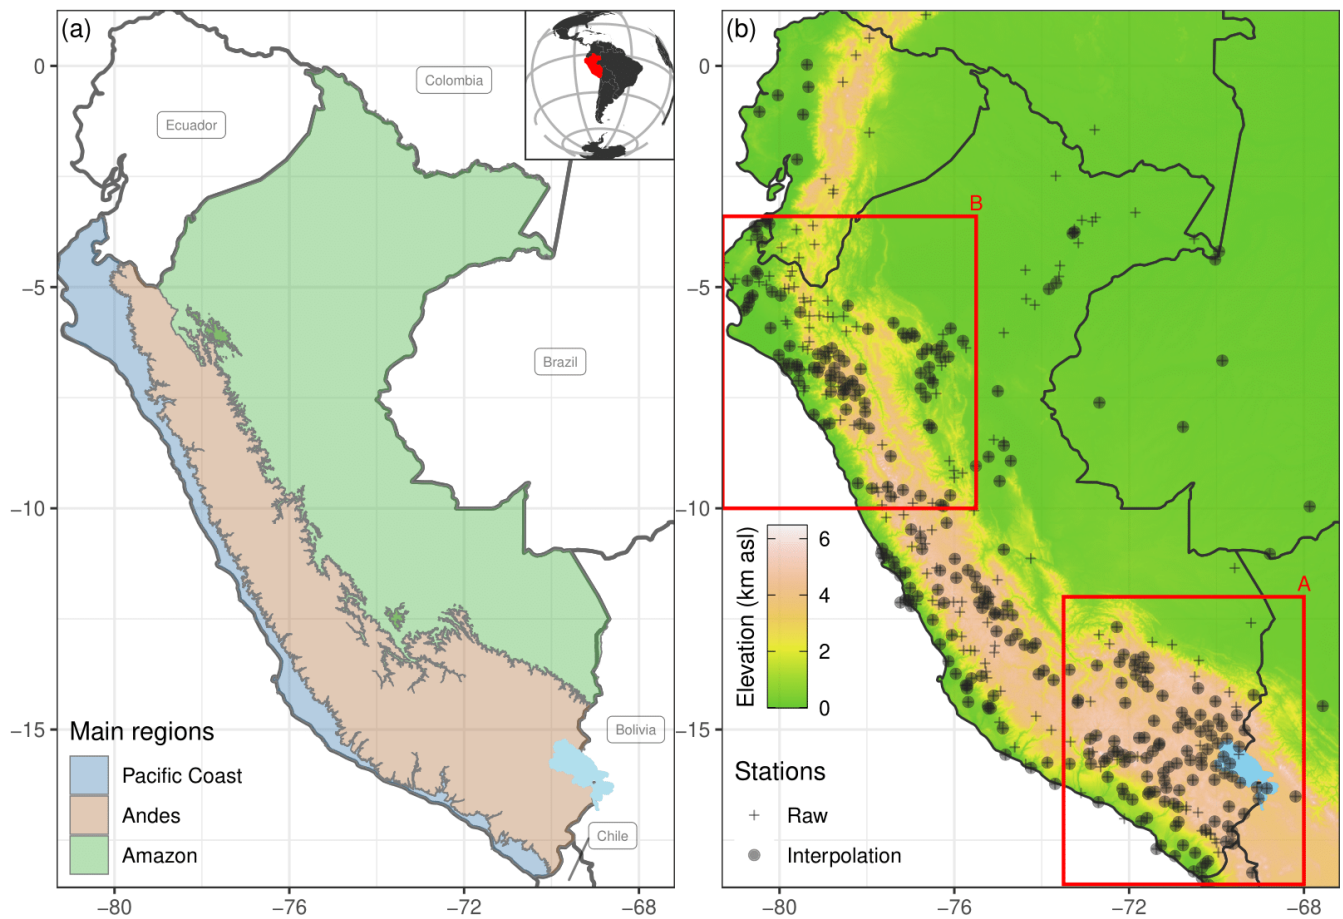 (a)
0
−5
−10
−15
Colombia
Ecuador
Brazil
Bolivia
Chile
Main regions
Pacific Coast
Andes
Amazon
−80
−76
−72
−68
(b)
0
−5
−10
−15
B
A
Elevation (km asl)
6
4
2
0
Stations
Raw
Interpolation
−80
−76
−72
−68